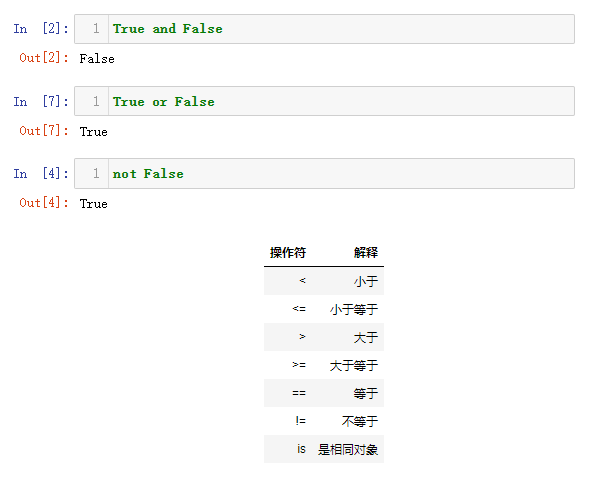 In [2]: 1 True and False
Out[2]: False
In [7]: 1 True or False
Out[7]: True
In [4]: 1 not False
Out[4]: True
操作符 解释
< 小于
<= 小于等于
> 大于
>= 大于等于
== 等于
!= 不等于
is 是相同对象